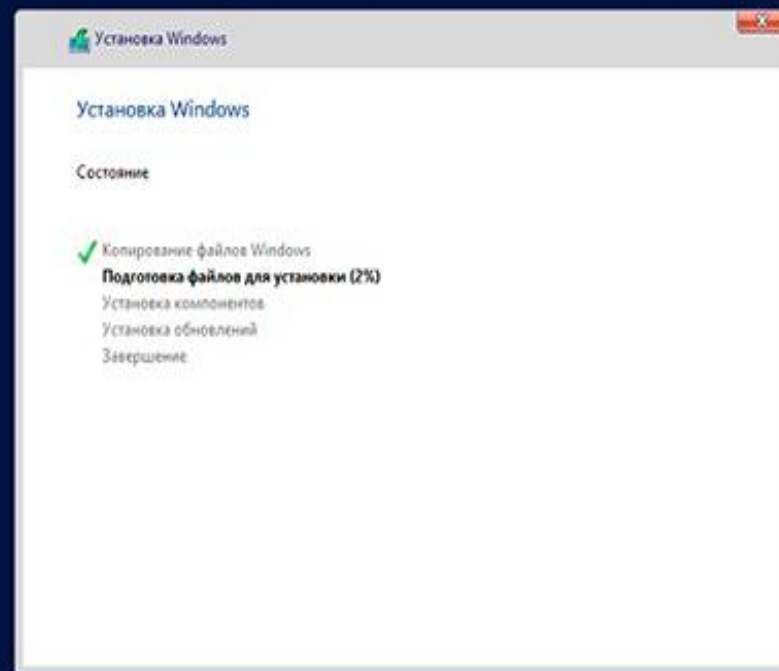 Установка Windows
Установка Windows
Состояние
Копирование файлов Windows
Подготовка файлов для установки (2%)
Установка компонентов
Установка обновлений
Завершение